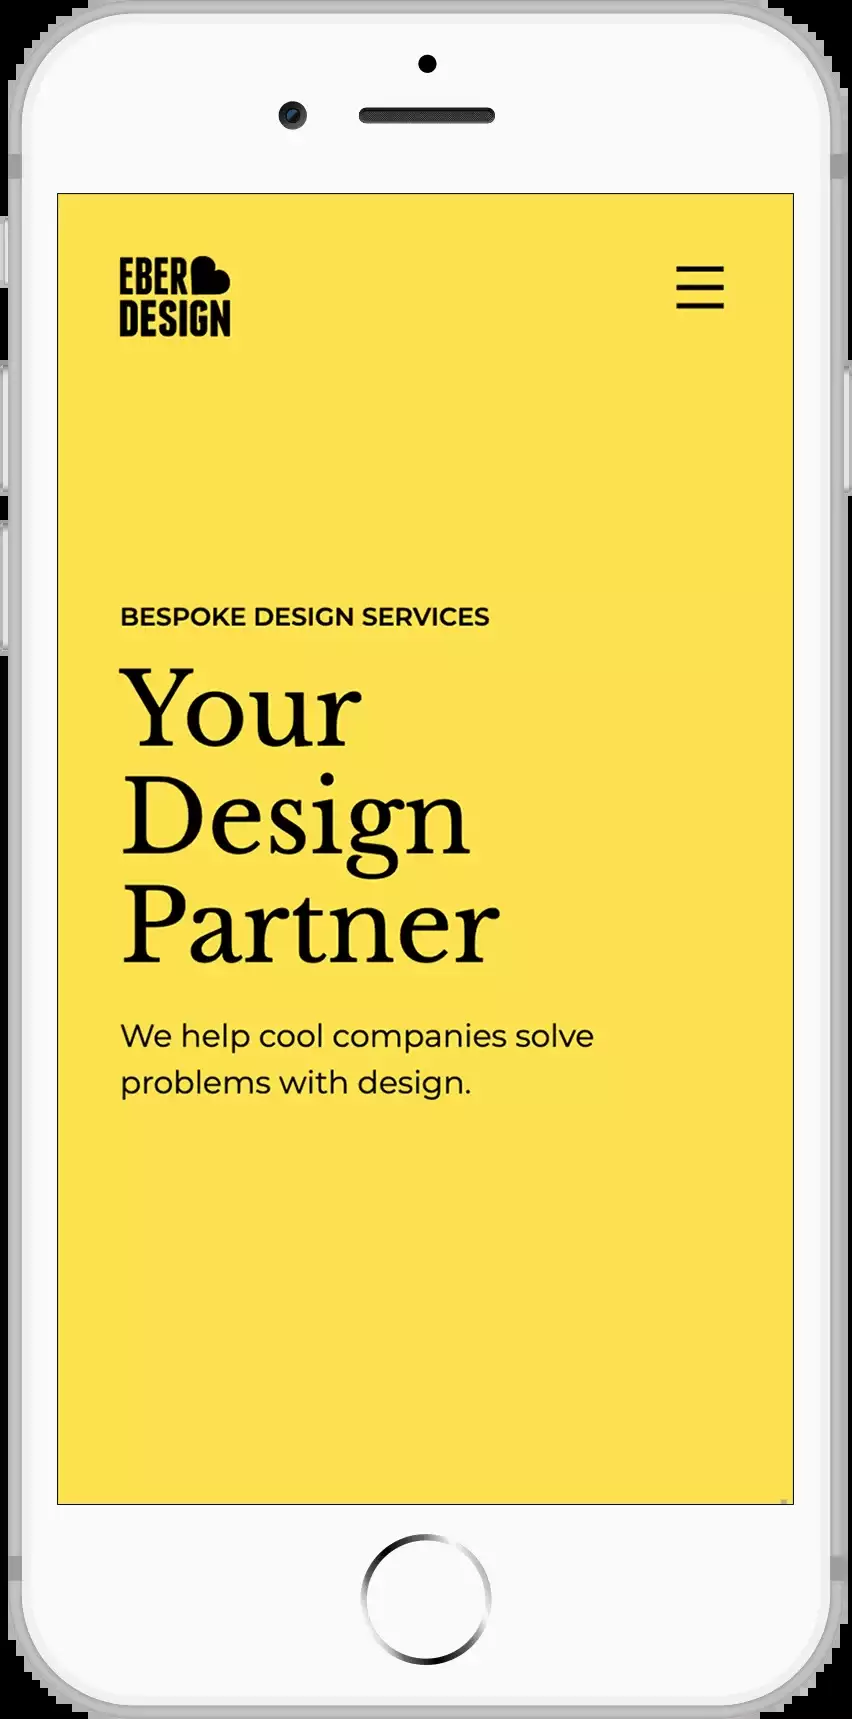 EBER
DESIGN
BESPOKE DESIGN SERVICES
Your
Design
Partner
We help cool companies solve
problems with design.